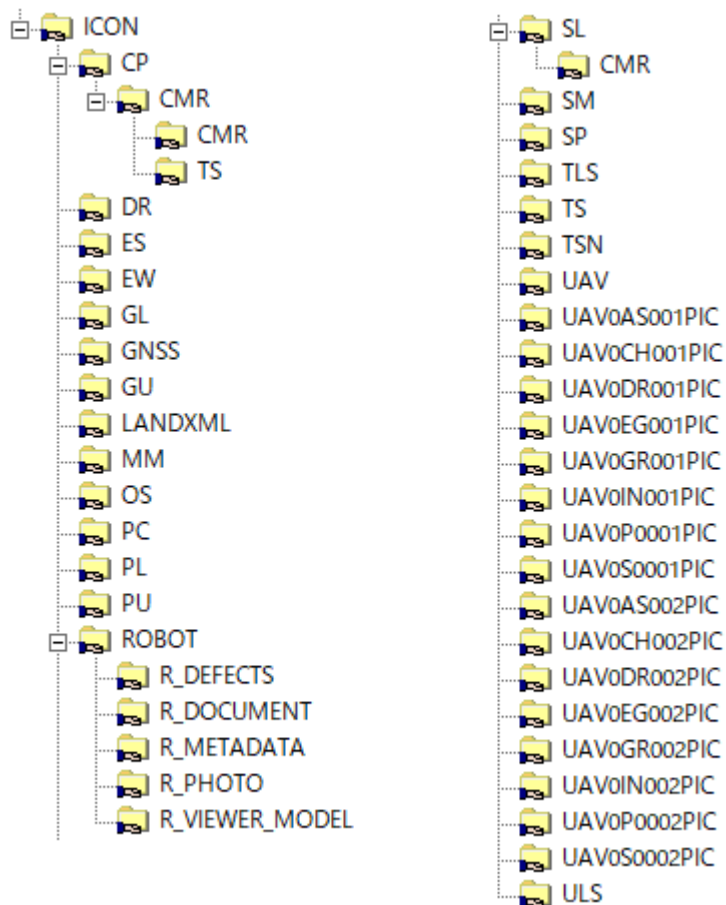 ICON
CP
CMR
CMR
TS
DR
ES
EW
GL
GNSS
GU
LANDXML
MM
OS
PC
PL
PU
ROBOT
R_DEFECTS
R_DOCUMENT
R_METADATA
R_PHOTO
R_VIEWER_MODEL
SL
CMR
SM
SP
TLS
TS
TSN
UAV
UAV0AS001PIC
UAV0CH001PIC
UAV0DR001PIC
UAV0EG001PIC
UAV0GR001PIC
UAV0IN001PIC
UAV0P0001PIC
UAV0S0001PIC
UAV0AS002PIC
UAV0CH002PIC
UAV0DR002PIC
UAV0EG002PIC
UAV0GR002PIC
UAV0IN002PIC
UAV0P0002PIC
UAV0S0002PIC
ULS